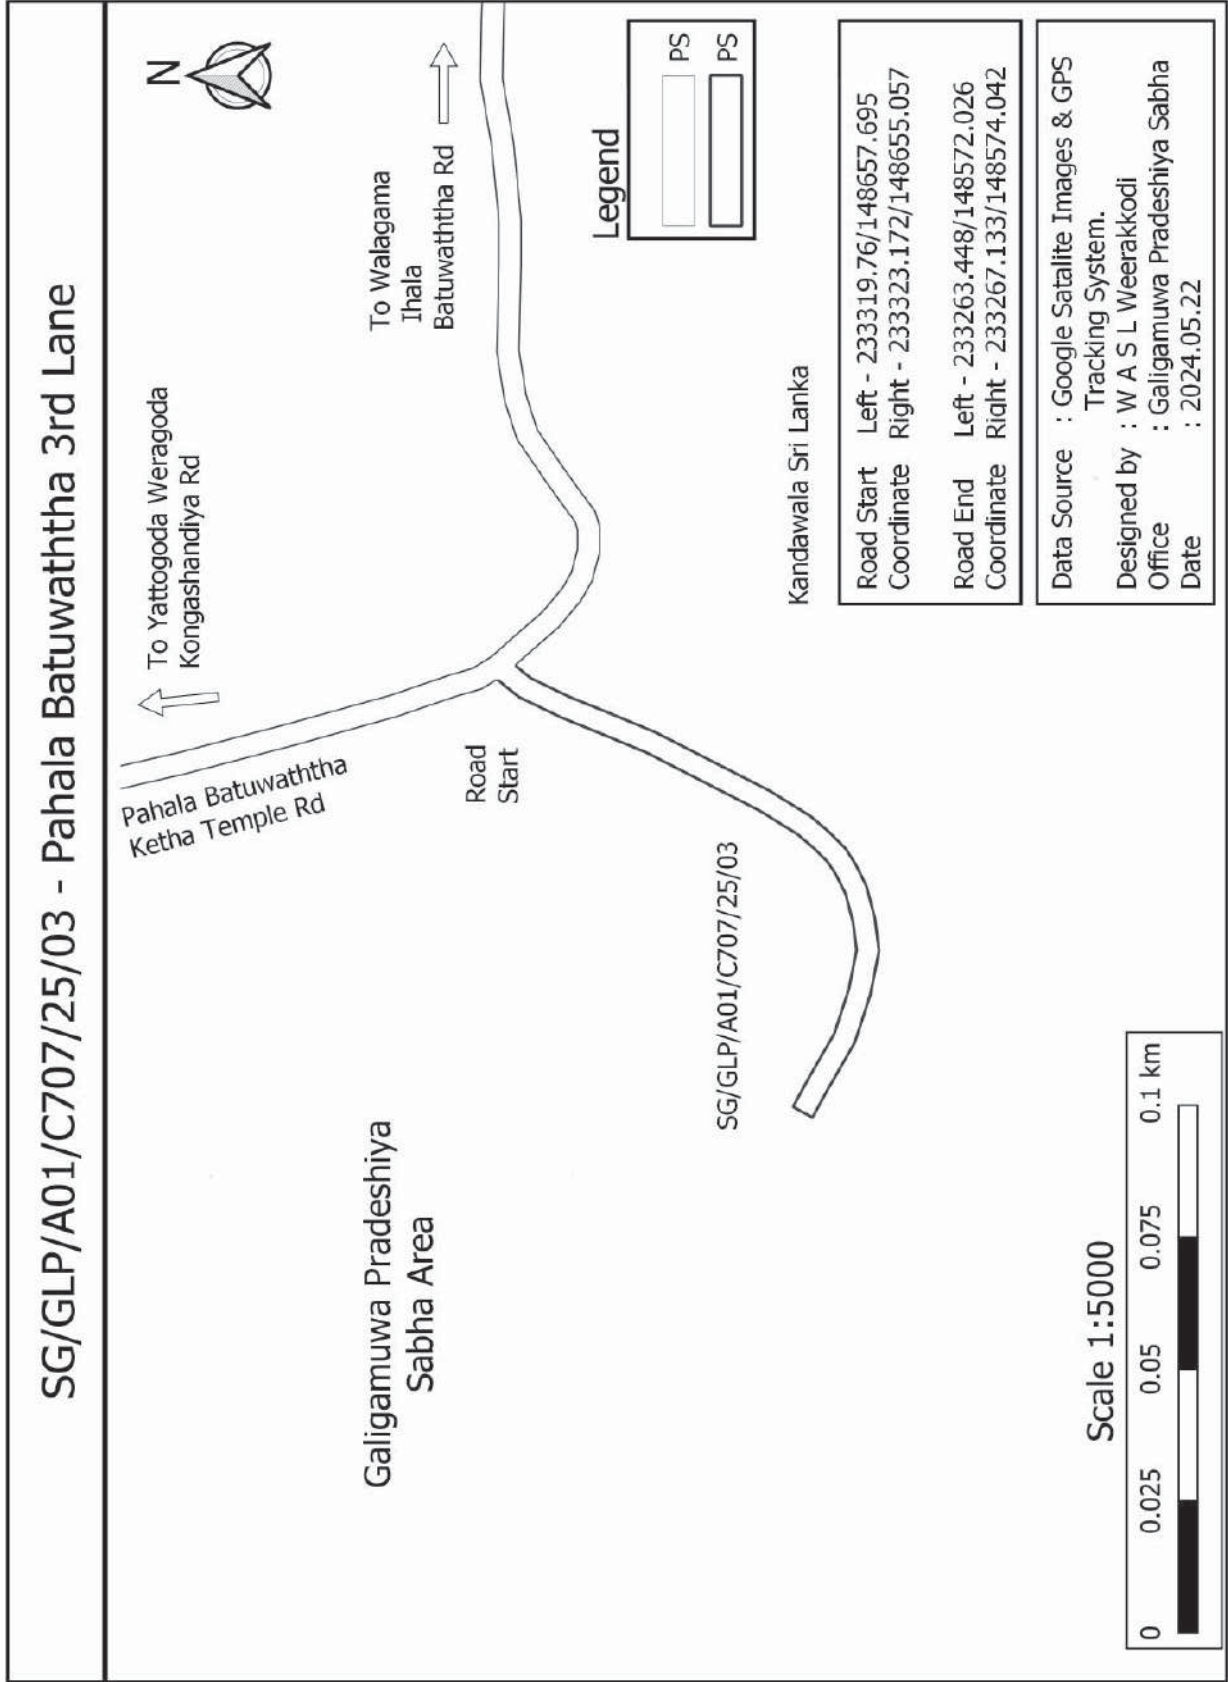 SG/GLP/A01/C707/25/03 - Pahala Batuwaththa 3rd Lane
N
To Yattogoda Weragoda
Kongashandiya Rd
Pahala Batuwaththa
Ketha Temple Rd
To Walagama
Ihala
Batuwaththa Rd
Galigamuwa Pradeshiya
Sabha Area
Road
Start
Legend
PS
PS
SG/GLP/A01/C707/25/03
Kandawala Sri Lanka
Road Start Left - 233319.76/148657.695
Coordinate Right - 233323.172/148655.057
Road End Left - 233263.448/148572.026
Coordinate Right - 233267.133/148574.042
Data Source : Google Satalite Images & GPS
Tracking System.
Designed by : W A S L Weerakkodi
Office : Galigamuwa Pradeshiya Sabha
Date : 2024.05.22
Scale 1:5000
0 0.025 0.05 0.075 0.1 km